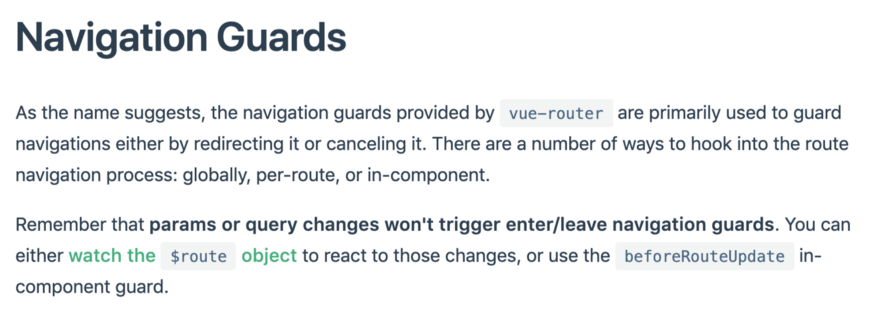 Navigation Guards
As the name suggests, the navigation guards provided by vue-router are primarily used to guard
navigations either by redirecting it or canceling it. There are a number of ways to hook into the route
navigation process: globally, per-route, or in-component.
Remember that params or query changes won't trigger enter/leave navigation guards. You can
either watch the $route object to react to those changes, or use the beforeRouteUpdate in-
component guard.